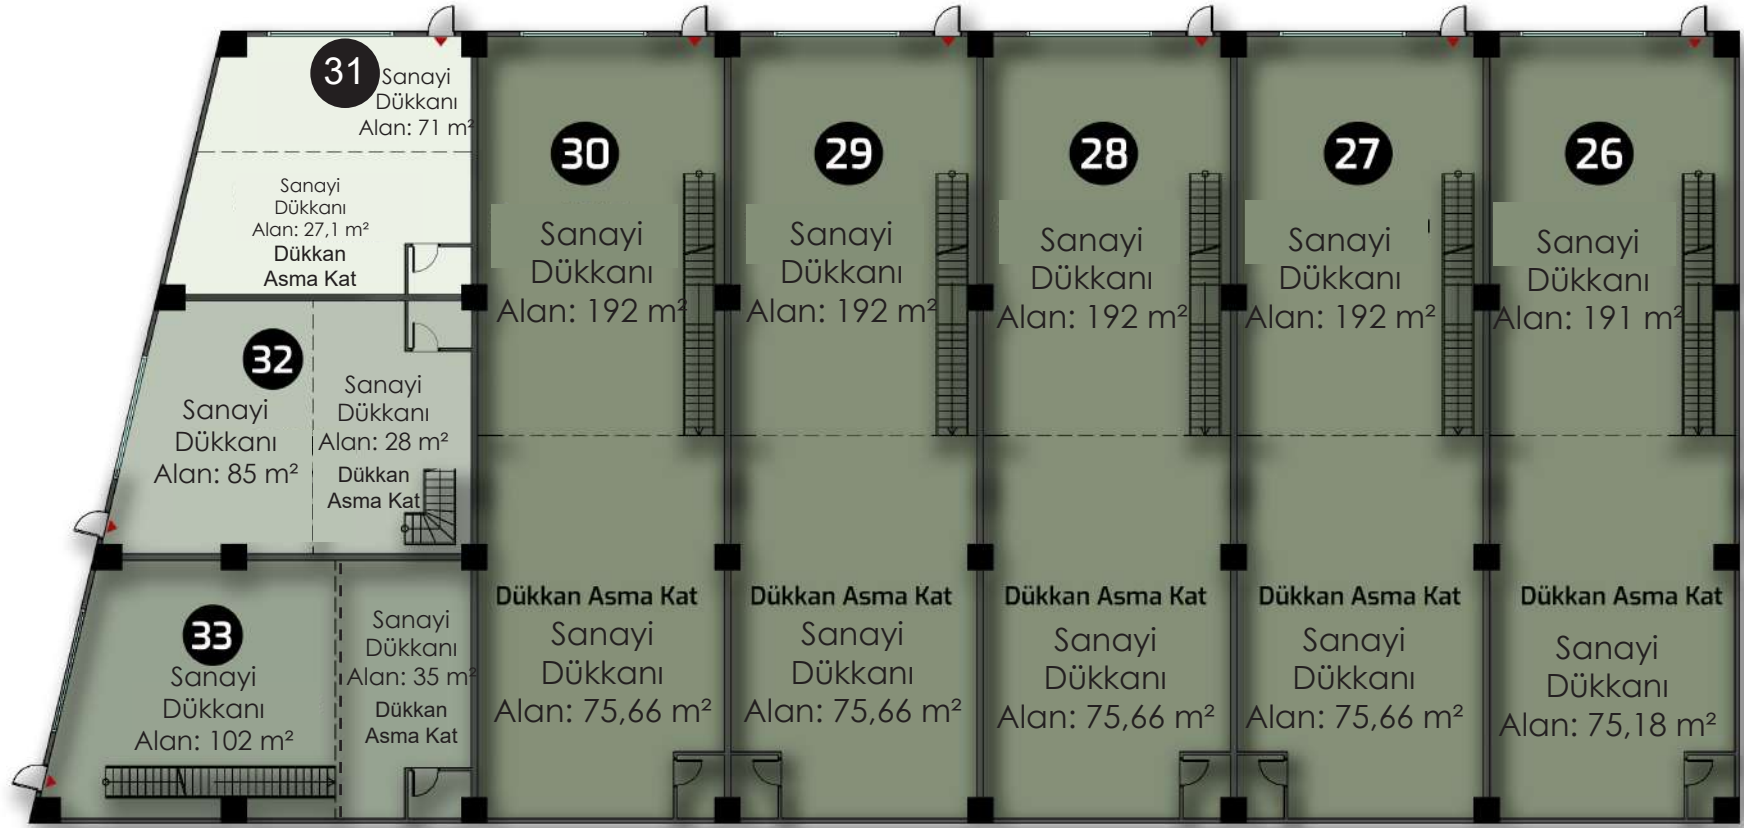 31
Sanayi
Dükkanı
Alan: 71 m²
Sanayi
Dükkanı
Alan: 27,1 m²
Dükkan
Asma Kat
32
Sanayi
Dükkanı
Alan: 85 m²
Sanayi
Dükkanı
Alan: 28 m²
Dükkan
Asma Kat
33
Sanayi
Dükkanı
Alan: 102 m²
Sanayi
Dükkanı
Alan: 35 m²
Dükkan
Asma Kat
30
Sanayi
Dükkanı
Alan: 192 m²
Dükkan Asma Kat
Sanayi
Dükkanı
Alan: 75,66 m²
29
Sanayi
Dükkanı
Alan: 192 m²
Dükkan Asma Kat
Sanayi
Dükkanı
Alan: 75,66 m²
28
Sanayi
Dükkanı
Alan: 192 m²
Dükkan Asma Kat
Sanayi
Dükkanı
Alan: 75,66 m²
27
Sanayi
Dükkanı
Alan: 192 m²
Dükkan Asma Kat
Sanayi
Dükkanı
Alan: 75,66 m²
26
Sanayi
Dükkanı
Alan: 191 m²
Dükkan Asma Kat
Sanayi
Dükkanı
Alan: 75,18 m²